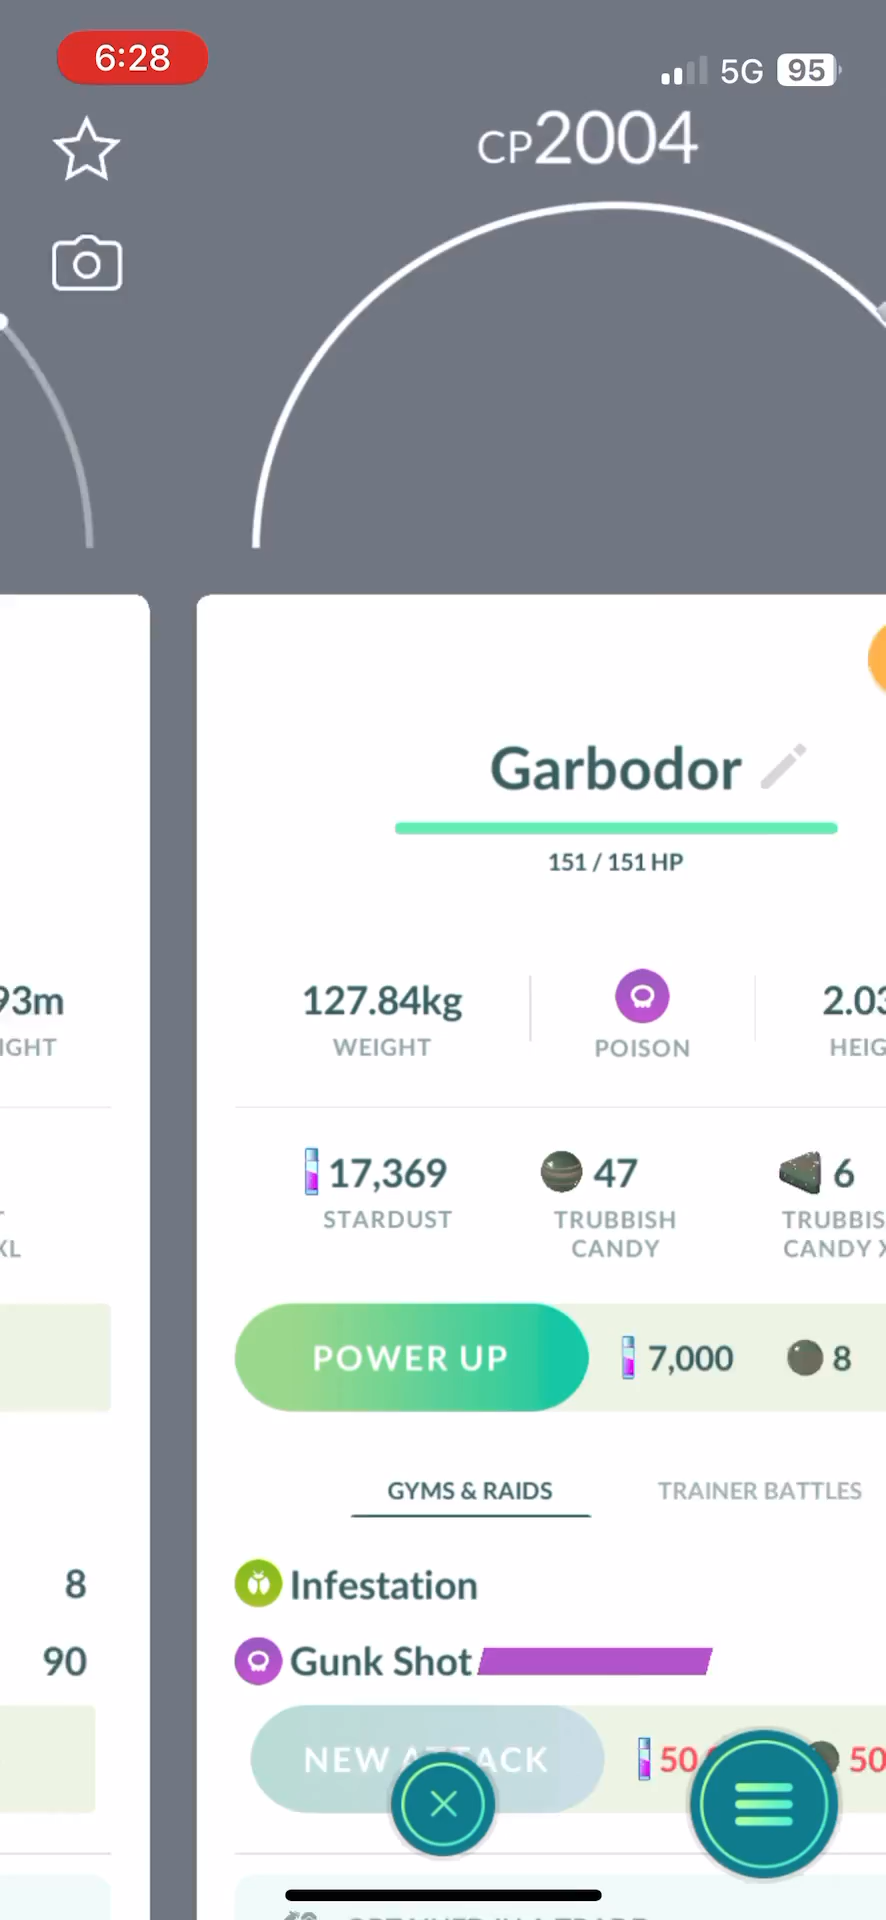 6:28
5G 95
CP2004
Garbodor
151 / 151 HP
93m
IGHT
127.84kg
WEIGHT
POISON
2.03
HEIG
17,369
STARDUST
47
TRUBBISH
CANDY
6
TRUBBIS
CANDY X
XL
POWER UP
7,000
8
GYMS & RAIDS
TRAINER BATTLES
8
Infestation
90
Gunk Shot
NEW ATTACK
50
50